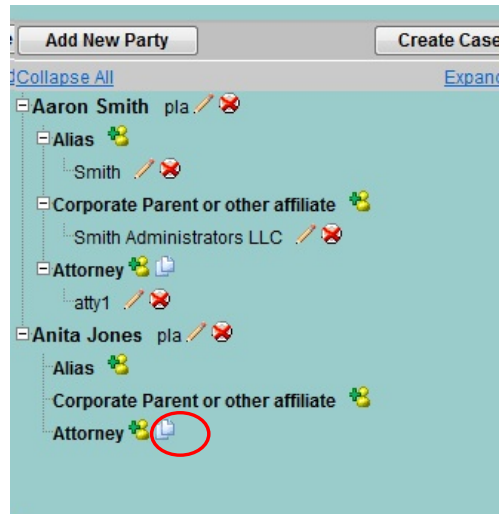 Add New Party Create Case
Collapse All Expand
Aaron Smith pla
Alias
Smith
Corporate Parent or other affiliate
Smith Administrators LLC
Attorney
atty1
Anita Jones pla
Alias
Corporate Parent or other affiliate
Attorney